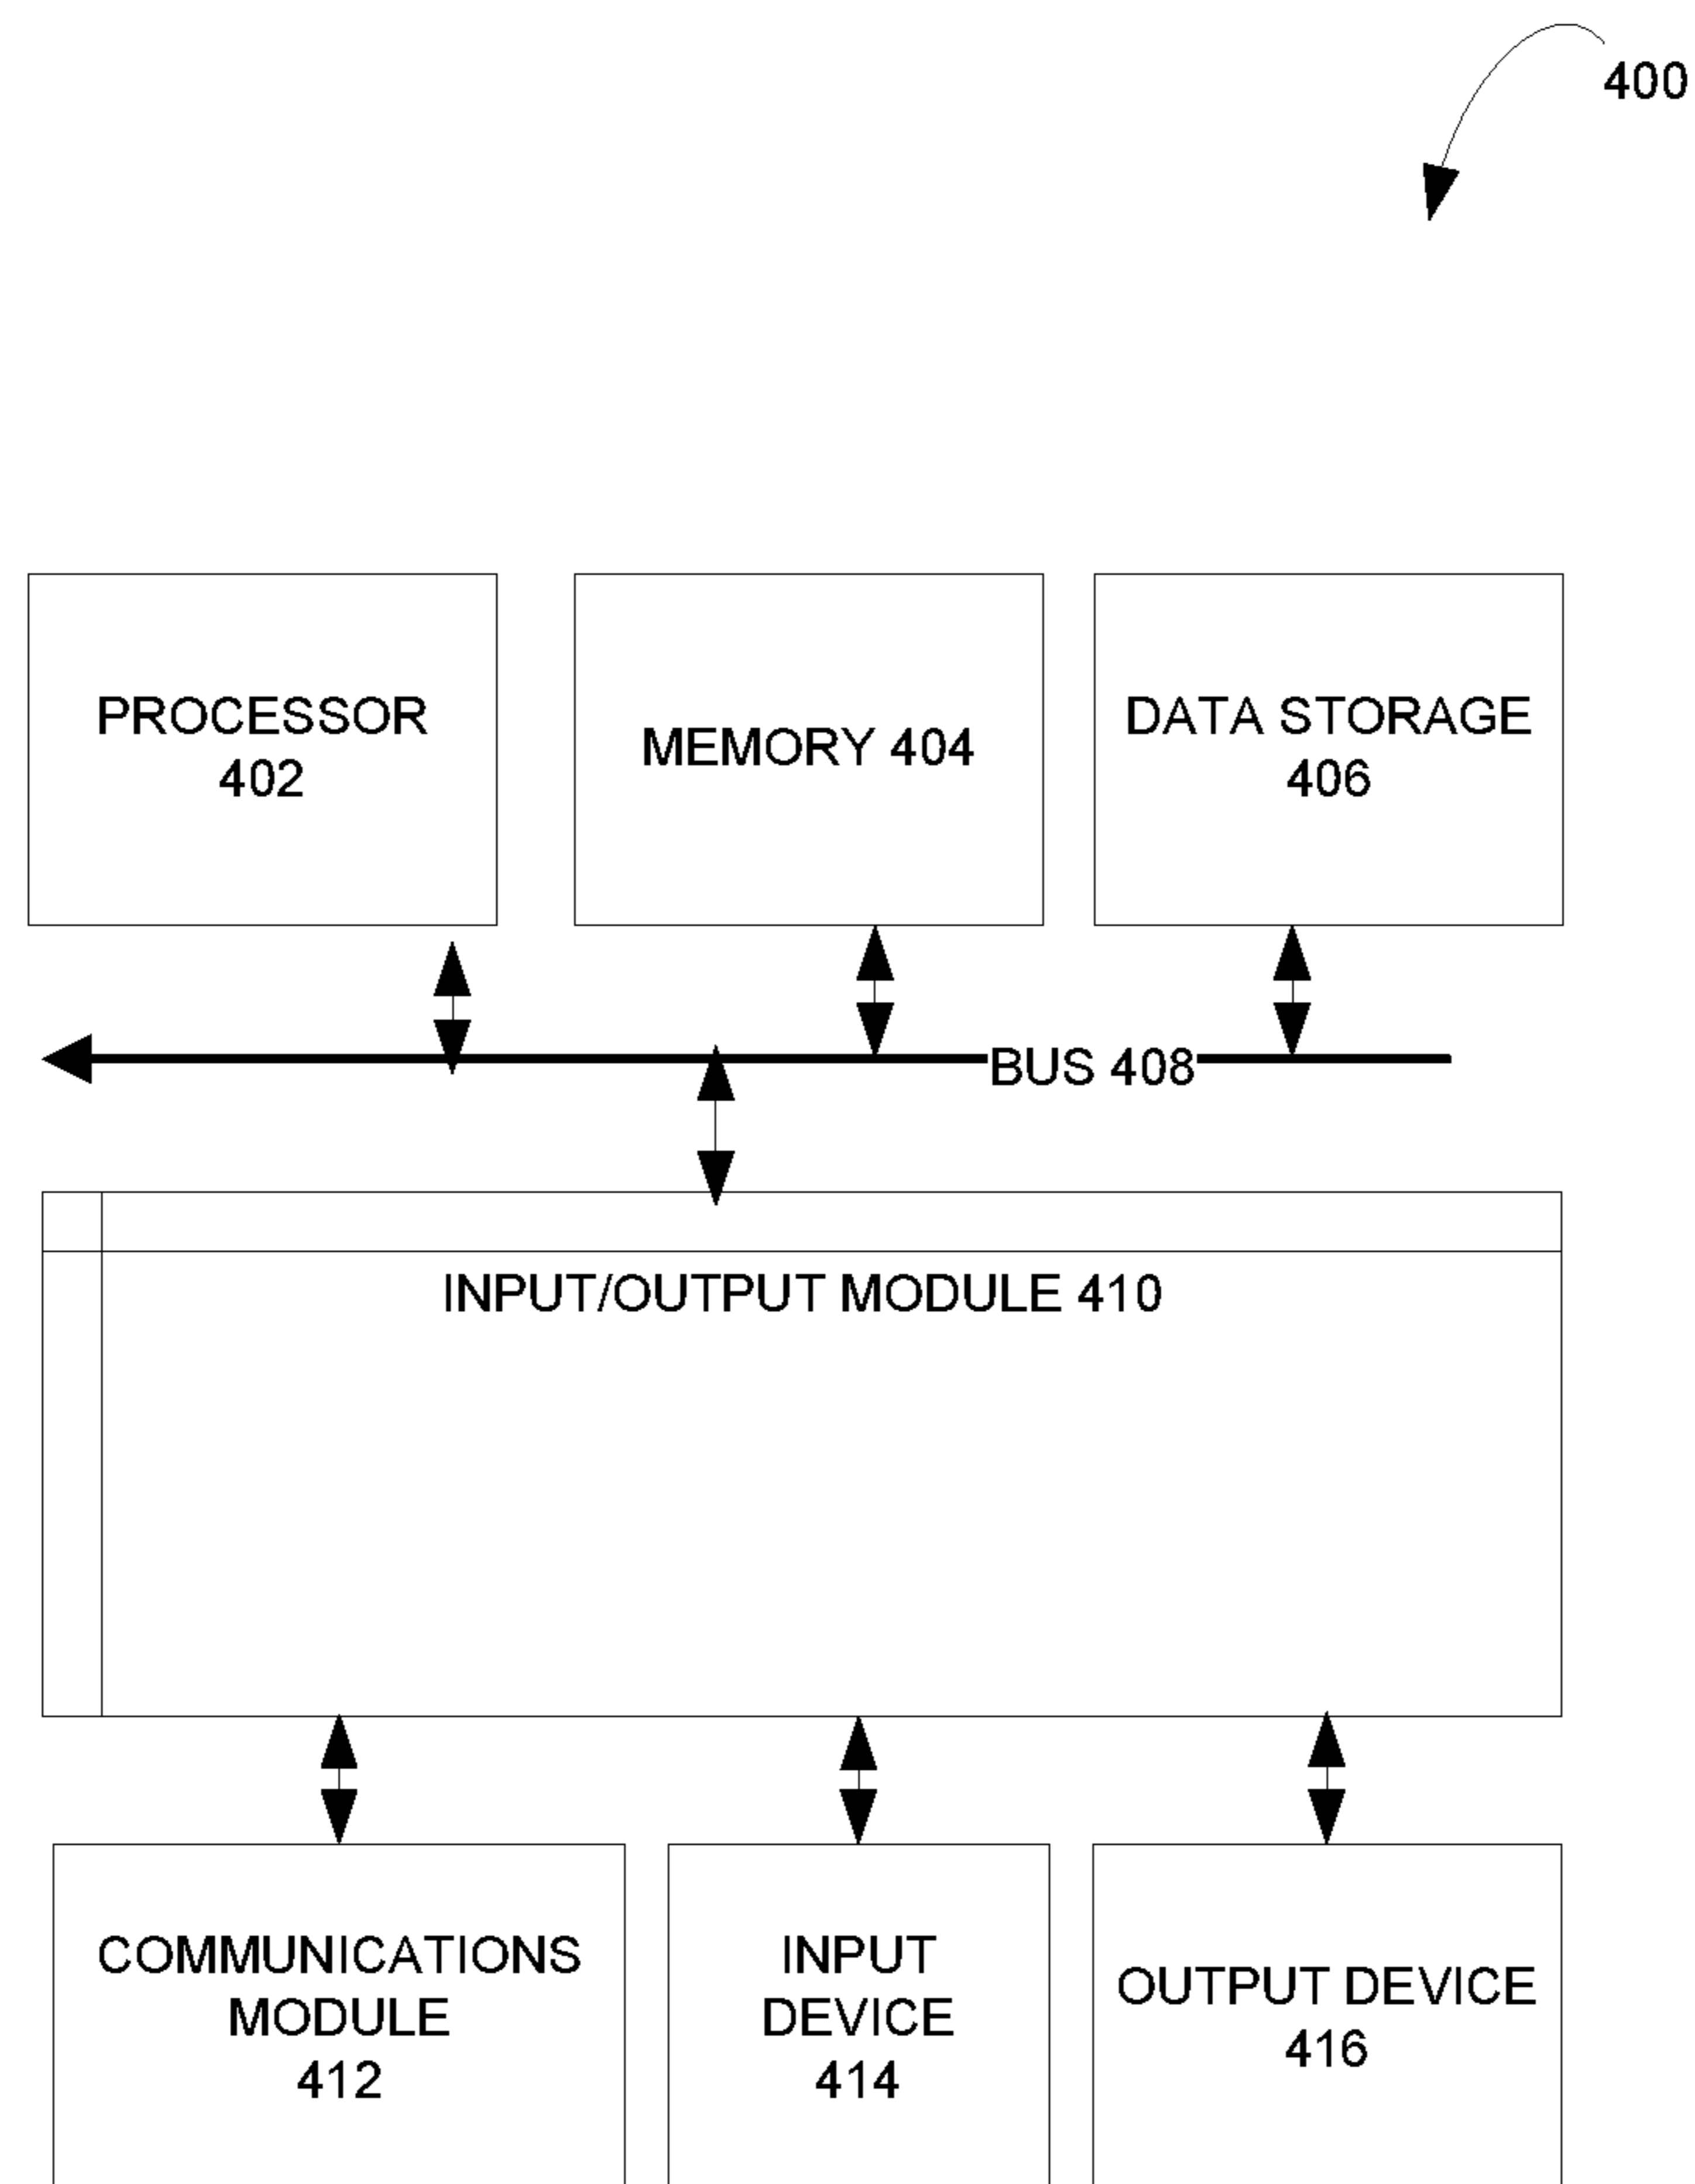 400
PROCESSOR
402
MEMORY 404
DATA STORAGE
406
BUS 408
INPUT/OUTPUT MODULE 410
COMMUNICATIONS
MODULE
412
INPUT
DEVICE
414
OUTPUT DEVICE
416